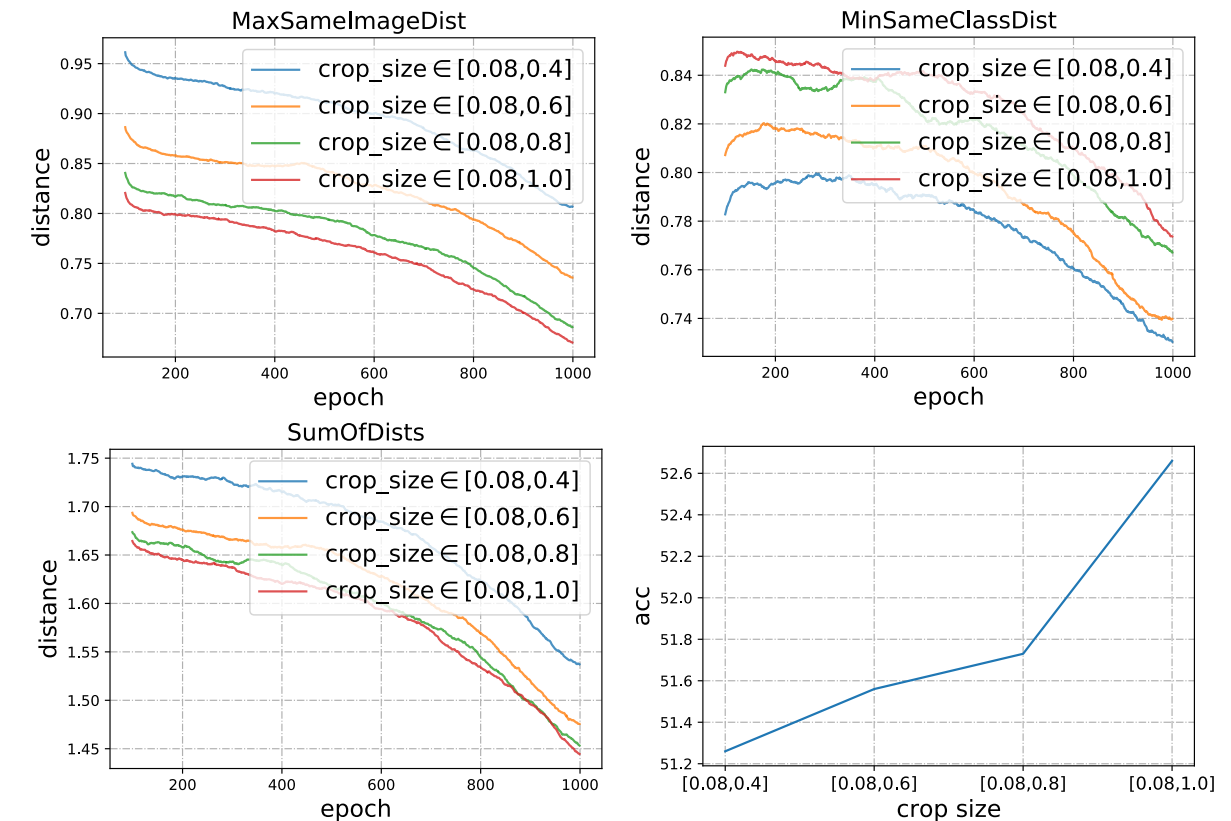 MaxSameImageDist
distance
0.95
0.90
0.85
0.80
0.75
0.70
crop_size∈[0.08,0.4]
crop_size∈[0.08,0.6]
crop_size∈[0.08,0.8]
crop_size∈[0.08,1.0]
200 400 600 800 1000
epoch
MinSameClassDist
distance
0.84
0.82
0.80
0.78
0.76
0.74
crop_size∈[0.08,0.4]
crop_size∈[0.08,0.6]
crop_size∈[0.08,0.8]
crop_size∈[0.08,1.0]
200 400 600 800 1000
epoch
SumOfDists
distance
1.75
1.70
1.65
1.60
1.55
1.50
1.45
crop_size∈[0.08,0.4]
crop_size∈[0.08,0.6]
crop_size∈[0.08,0.8]
crop_size∈[0.08,1.0]
200 400 600 800 1000
epoch
acc
52.6
52.4
52.2
52.0
51.8
51.6
51.4
51.2
[0.08,0.4] [0.08,0.6] [0.08,0.8] [0.08,1.0]
crop size